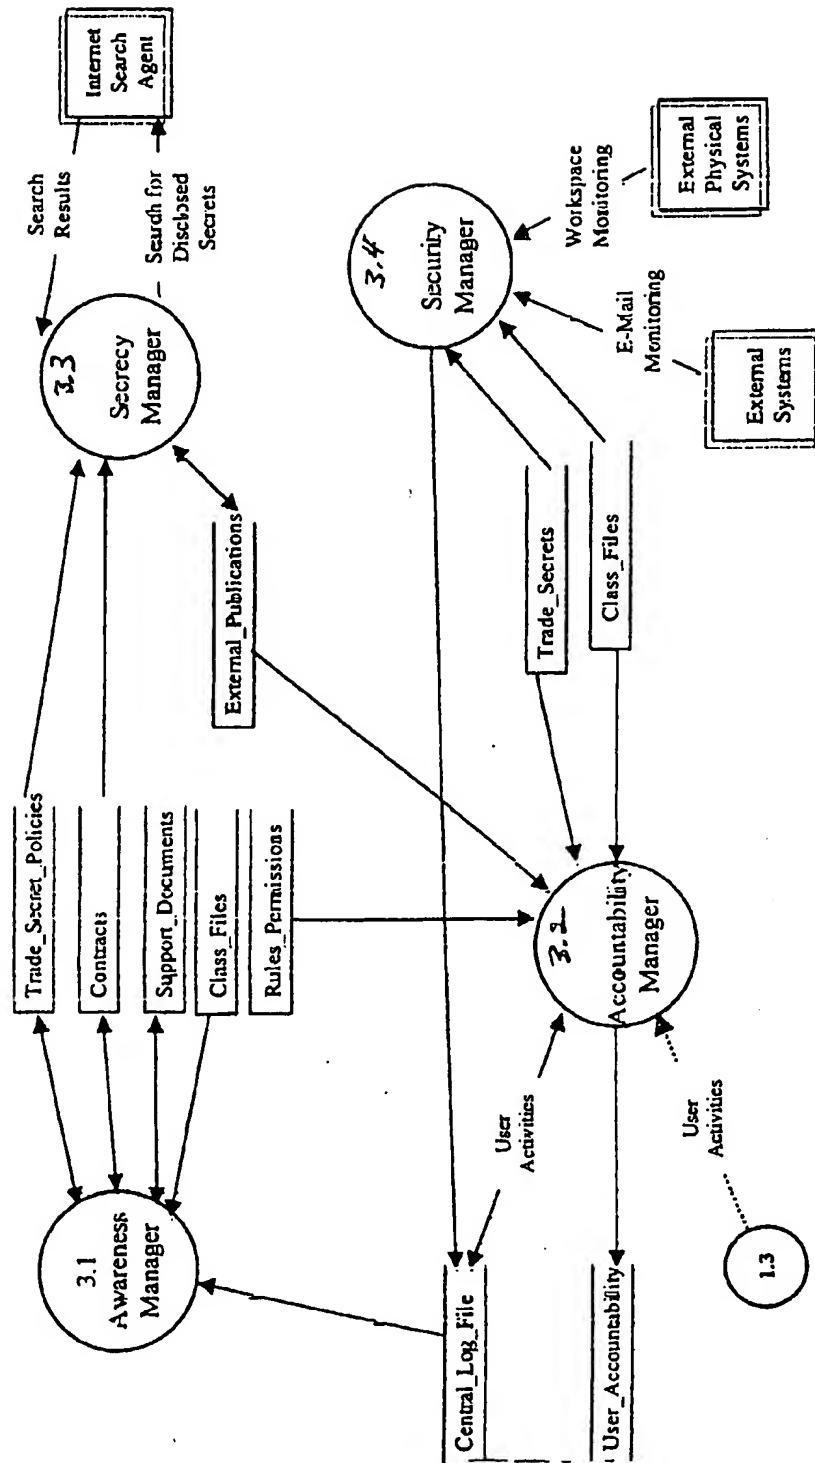 3.1
Awareness
Manager
Trade_Secret_Policies
Contracts
Support_Documents
Class_Files
Rules_Permissions
3.3
Secrecy
Manager
Search
Results
Search for
Disclosed
Secrets
Internet
Search
Agent
External_Publications
Central_Log_File
User_Accountability
User
Activities
3.2
Accountability
Manager
User
Activities
1.3
Trade_Secrets
Class_Files
3.4
Security
Manager
E-Mail
Monitoring
Workspace
Monitoring
External
Systems
External
Physical
Systems